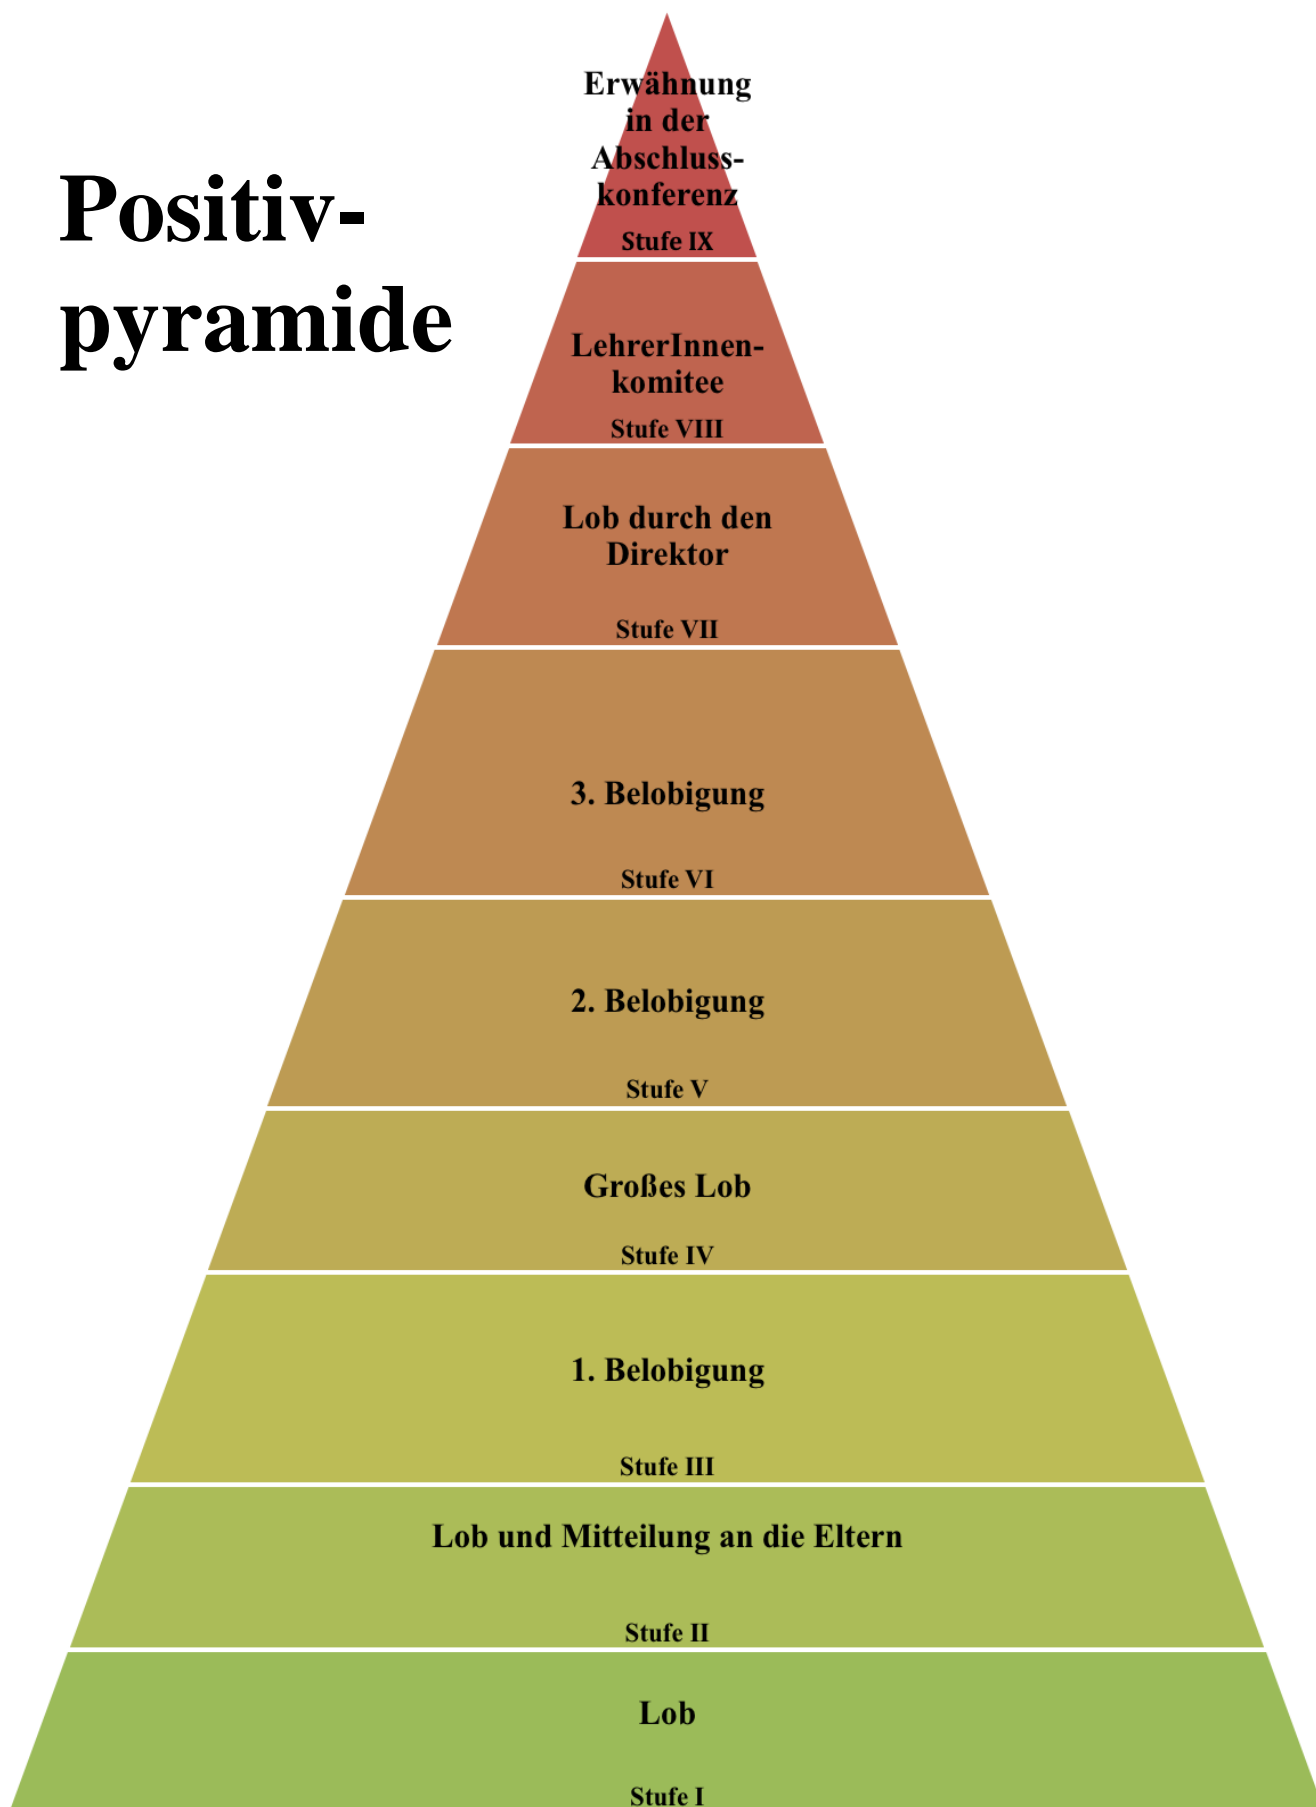 Positiv-
pyramide
Erwähnung
in der
Abschluss-
konferenz
Stufe IX
LehrerInnen-
komitee
Stufe VIII
Lob durch den
Direktor
Stufe VII
3. Belobigung
Stufe VI
2. Belobigung
Stufe V
Großes Lob
Stufe IV
1. Belobigung
Stufe III
Lob und Mitteilung an die Eltern
Stufe II
Lob
Stufe I